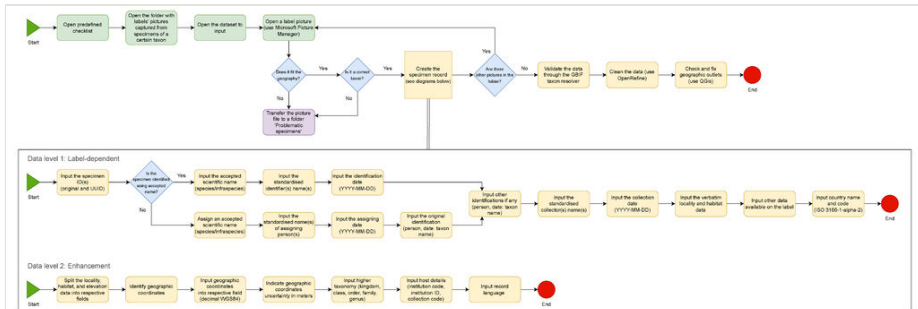 Open predefined
checklist
Open the folder with
labels' pictures
captured from
specimens of a
certain taxon
Open the dataset to
input
Open a label picture
(use Microsoft Picture
Manager)
Start
Does it fit the
geography?
Yes
Is it a correct
taxon?
Yes
No
No
Transfer the picture
file to a folder
'Problematic
specimens'
Create the
specimen record
(see diagrams below)
Yes
Are there
other pictures in the
folder?
No
Validate the data
through the GBIF
taxon resolver
Clean the data (use
OpenRefine)
Check and fix
geographic outliers
(use QGIS)
End
Data level 1: Label-dependent
Input the specimen
ID(s)
(original and UUID)
Start
Is the
specimen identified
using accepted
name?
Yes
Input the accepted
scientific name
(species/infraspecies)
Input the
standardised
identifier(s) name(s)
Input the identification
date
(YYYY-MM-DD)
No
Assign an accepted
scientific name
(species/infraspecies)
Input the
standardised name(s)
of assigning
person(s)
Input the assigning
date
(YYYY-MM-DD)
Input the original
identification
(person, date, taxon
name)
Input other
identifications if any
(person, date, taxon
name)
Input the
standardised
collector(s) name(s)
Input the collection
date
(YYYY-MM-DD)
Input the verbatim
locality and habitat
data
Input other data
available on the label
Input country name
and code
(ISO 3166-1-alpha-2)
End
Data level 2: Enhancement
Start
Split the locality,
habitat, and elevation
data into respective
fields
Identify geographic
coordinates
Input geographic
coordinates
into respective field
(decimal WGS84)
Indicate geographic
coordinates
uncertainty in meters
Input higher
taxonomy (kingdom,
class, order, family,
genus)
Input host details
(institution code,
institution ID,
collection code)
Input record
language
End